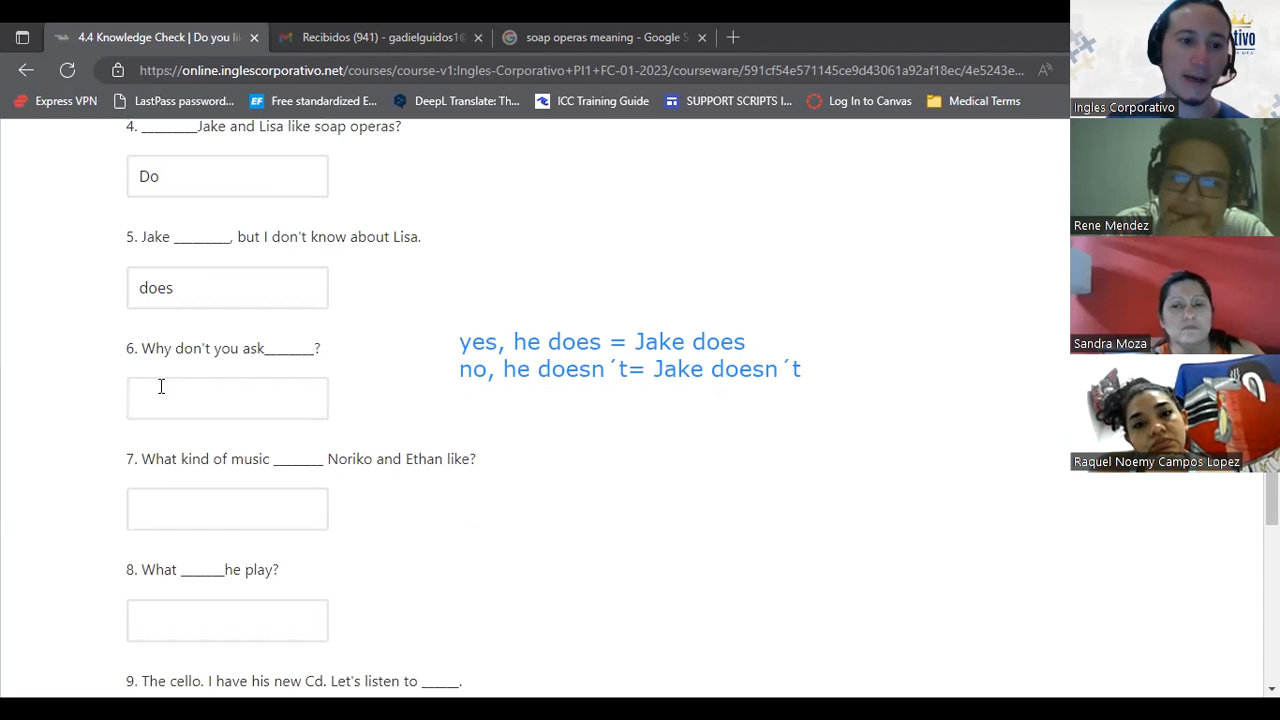 4.4 Knowledge Check | Do you li
Recibidos (941) - gadielguidos1@
soap operas meaning - Google S
https://online.inglescorporativo.net/courses/course-v1:Ingles-Corporativo+PI1+FC-01-2023/courseware/591cf54e571145ce9d43061a92af18ec/4e5243e...
Express VPN
LastPass password...
Free standardized E...
DeepL Translate: Th...
ICC Training Guide
SUPPORT SCRIPTS I...
Log In to Canvas
Medical Terms
4. _________Jake and Lisa like soap operas?
Do
5. Jake _________, but I don't know about Lisa.
does
6. Why don't you ask________?
yes, he does = Jake does
no, he doesn´t= Jake doesn´t
7. What kind of music ________ Noriko and Ethan like?
8. What _______he play?
9. The cello. I have his new Cd. Let's listen to ______.
Ingles Corporativo
Rene Mendez
Sandra Moza
Raquel Noemy Campos Lopez